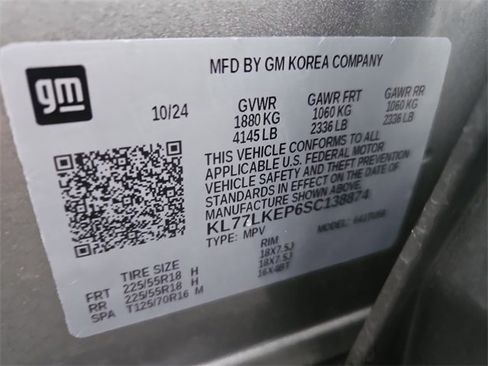 gm
MFD BY GM KOREA COMPANY
10/24
GVWR GAWR FRT GAWR RR
1880 KG 1060 KG 1060 KG
4145 LB 2336 LB 2336 LB
THIS VEHICLE CONFORMS TO ALL
APPLICABLE U.S. FEDERAL MOTOR
VEHICLE SAFETY AND THEFT PREVENTION
STANDARDS IN EFFECT ON THE DATE OF
MANUFACTURE SHOWN ABOVE.
KL77LKEP6SC138874
TYPE: MPV MODEL:
TIRE SIZE RIM
FRT 225/55R18 H 18X7.5J
RR 225/55R18 H 18X7.5J
SPA T125/70R16 M 16X4BT